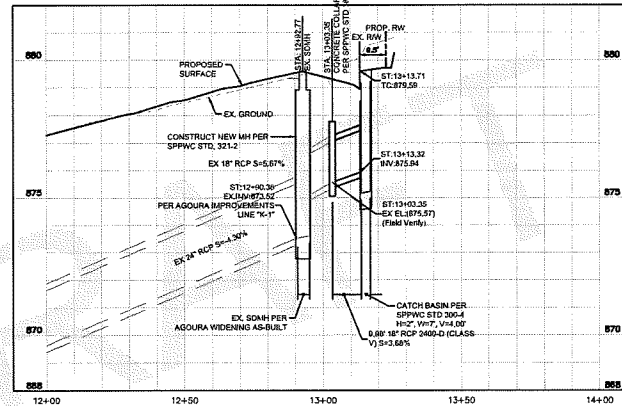 STA: 12+92.77
EX. SDMH
STA. 13+03.35
CONCRETE COLLAR
PER SPPWC STD
PROP. RW
EX. R/W
880
880
PROPOSED
SURFACE
ST:13+13.71
TC:879.59
EX. GROUND
CONSTRUCT NEW MH PER
SPPWC STD. 321-2
EX 18" RCP S=5.67%
ST:13+13.32
INV:875.94
875
875
ST:12+90.36
EX.INV:873.52
PER AGOURA IMPROVEMENTS
LINE "K-1"
ST:13+03.35
EX EL:(875.57)
(Field Verify)
EX 24" RCP S=4.30%
EX. SDMH PER
AGOURA WIDENING AS-BUILT
CATCH BASIN PER
SPPWC STD 300-4
H=2", W=7', V=4.00'
870
870
9.98' 18" RCP 2400-D (CLASS
V) S=3.68%
868
868
12+00
12+50
13+00
13+50
14+00